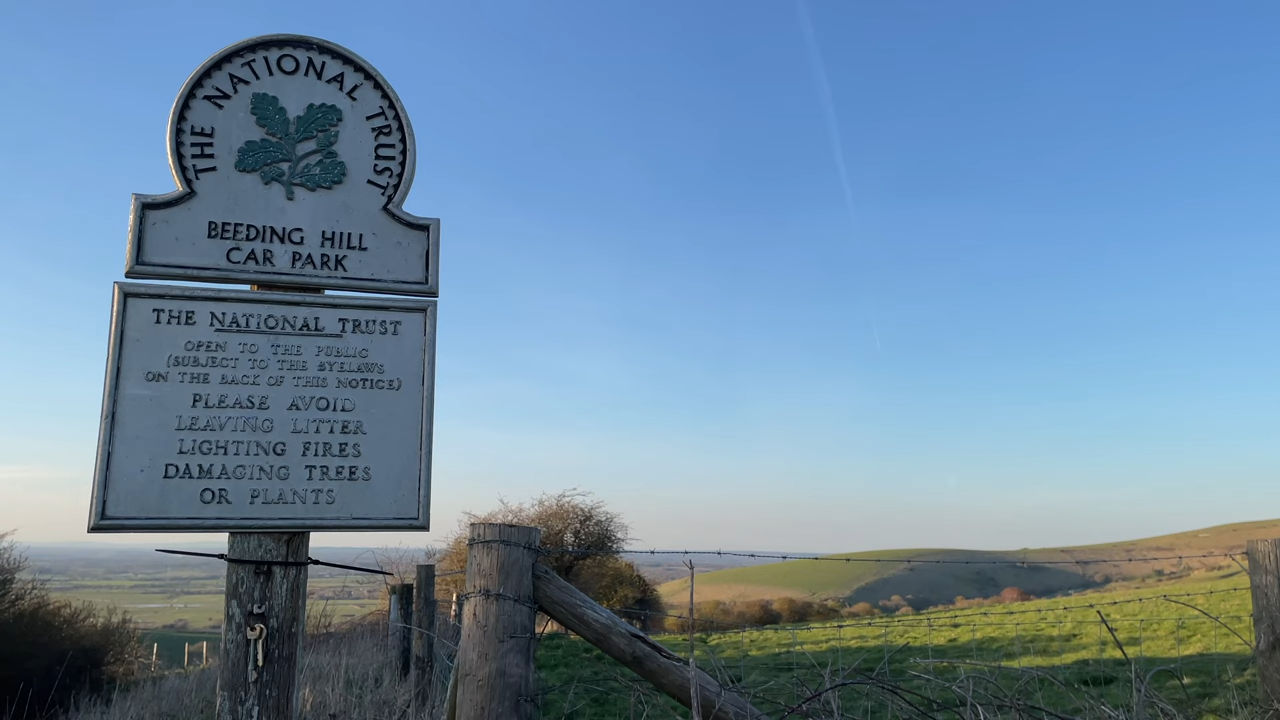 THE NATIONAL TRUST
BEEDING HILL
CAR PARK
THE NATIONAL TRUST
OPEN TO THE PUBLIC
(SUBJECT TO THE BYELAWS
ON THE BACK OF THIS NOTICE)
PLEASE AVOID
LEAVING LITTER
LIGHTING FIRES
DAMAGING TREES
OR PLANTS